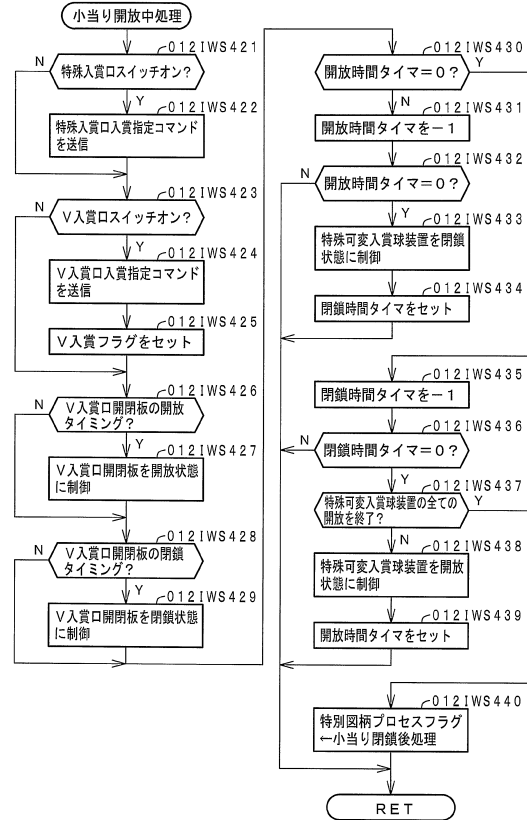 小当り開放中処理
012IWS421
N
特殊入賞口スイッチオン？
Y
012IWS422
特殊入賞口入賞指定コマンド
を送信
012IWS423
N
V入賞口スイッチオン？
Y
012IWS424
V入賞口入賞指定コマンド
を送信
012IWS425
V入賞フラグをセット
012IWS426
N
V入賞口開閉板の開放
タイミング？
Y
012IWS427
V入賞口開閉板を開放状態
に制御
012IWS428
N
V入賞口開閉板の閉鎖
タイミング？
Y
012IWS429
V入賞口開閉板を閉鎖状態
に制御
012IWS430
開放時間タイマ＝0？
Y
N
012IWS431
開放時間タイマを－1
012IWS432
N
開放時間タイマ＝0？
Y
012IWS433
特殊可変入賞球装置を閉鎖
状態に制御
012IWS434
閉鎖時間タイマをセット
012IWS435
閉鎖時間タイマを－1
012IWS436
N
閉鎖時間タイマ＝0？
Y
012IWS437
特殊可変入賞球装置の全ての
開放を終了？
Y
N
012IWS438
特殊可変入賞球装置を開放
状態に制御
012IWS439
開放時間タイマをセット
012IWS440
特別図柄プロセスフラグ
←小当り閉鎖後処理
RET